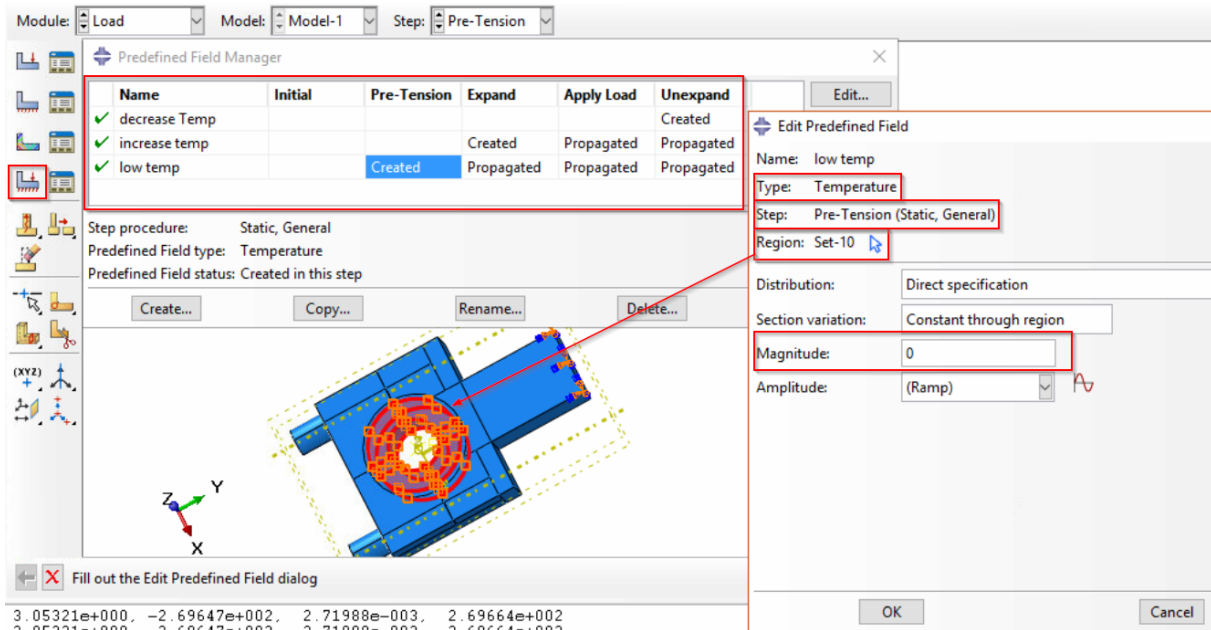 Module: Load Model: Model-1 Step: Pre-Tension
Predefined Field Manager
Name Initial Pre-Tension Expand Apply Load Unexpand
decrease Temp Created
increase temp Created Propagated Propagated
low temp Created Propagated Propagated Propagated
Edit...
Step procedure: Static, General
Predefined Field type: Temperature
Predefined Field status: Created in this step
Create... Copy... Rename... Delete...
Edit Predefined Field
Name: low temp
Type: Temperature
Step: Pre-Tension (Static, General)
Region: Set-10
Distribution: Direct specification
Section variation: Constant through region
Magnitude: 0
Amplitude: (Ramp)
OK Cancel
(XYZ)
Z Y
X
Fill out the Edit Predefined Field dialog
3.05321e+000, -2.69647e+002, 2.71988e-003, 2.69664e+002